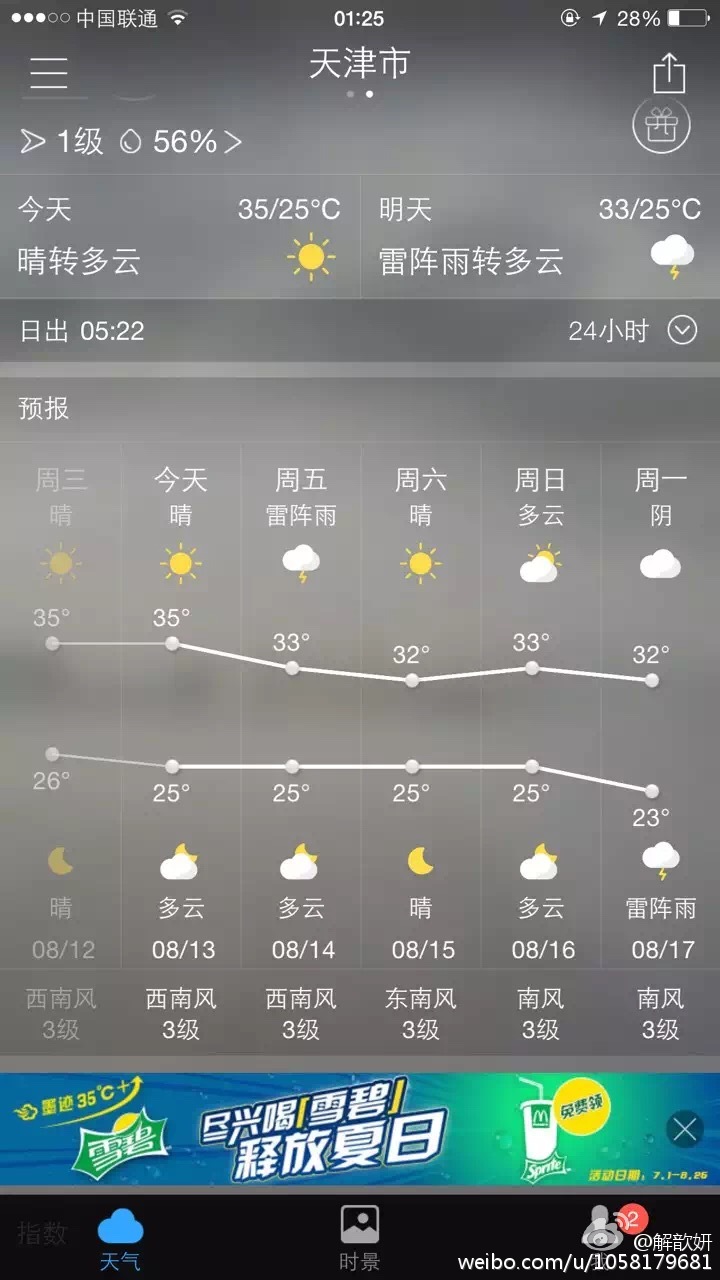 中国联通 01:25 28%
天津市
1级 56%
今天 35/25°C 明天 33/25°C
晴转多云 雷阵雨转多云
日出 05:22 24小时
预报
周三 今天 周五 周六 周日 周一
晴 晴 雷阵雨 晴 多云 阴
35° 35° 33° 32° 33° 32°
26° 25° 25° 25° 25° 23°
晴 多云 多云 晴 多云 雷阵雨
08/12 08/13 08/14 08/15 08/16 08/17
西南风 西南风 西南风 东南风 南风 南风
3级 3级 3级 3级 3级 3级
墨迹35℃+
雪碧
尽兴喝「雪碧」
释放夏日
免费领
Sprite
活动日期:7.1-8.25
指数 天气 时景 我 2
@解歆妍
weibo.com/u/1058179681